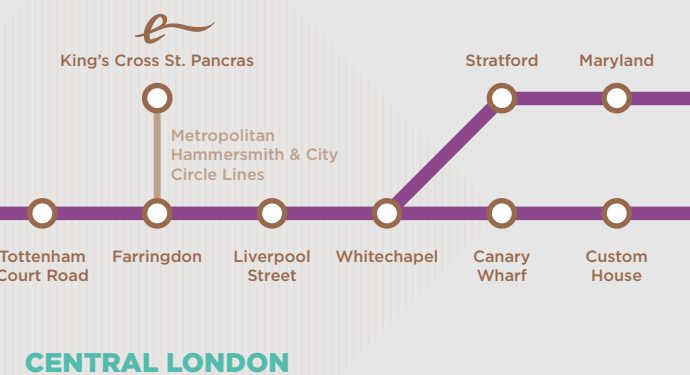 e
King's Cross St. Pancras
Stratford
Maryland
Metropolitan
Hammersmith & City
Circle Lines
Tottenham
Court Road
Farringdon
Liverpool
Street
Whitechapel
Canary
Wharf
Custom
House
CENTRAL LONDON